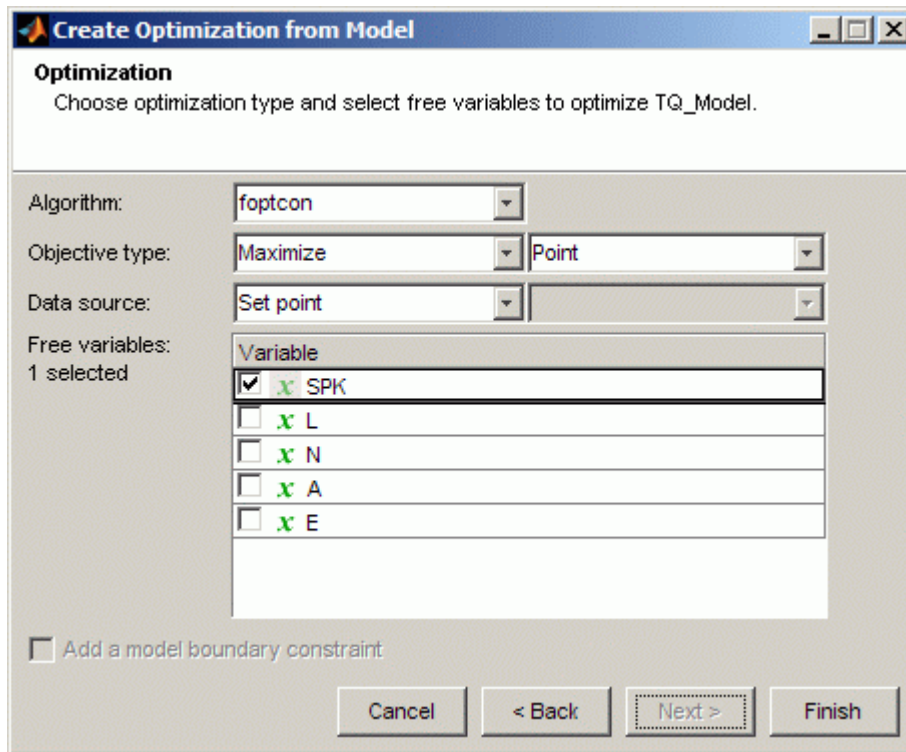 Create Optimization from Model
Optimization
Choose optimization type and select free variables to optimize TQ_Model.
Algorithm: foptcon
Objective type: Maximize Point
Data source: Set point
Free variables:
1 selected
Variable
x SPK
x L
x N
x A
x E
Add a model boundary constraint
Cancel < Back Next > Finish